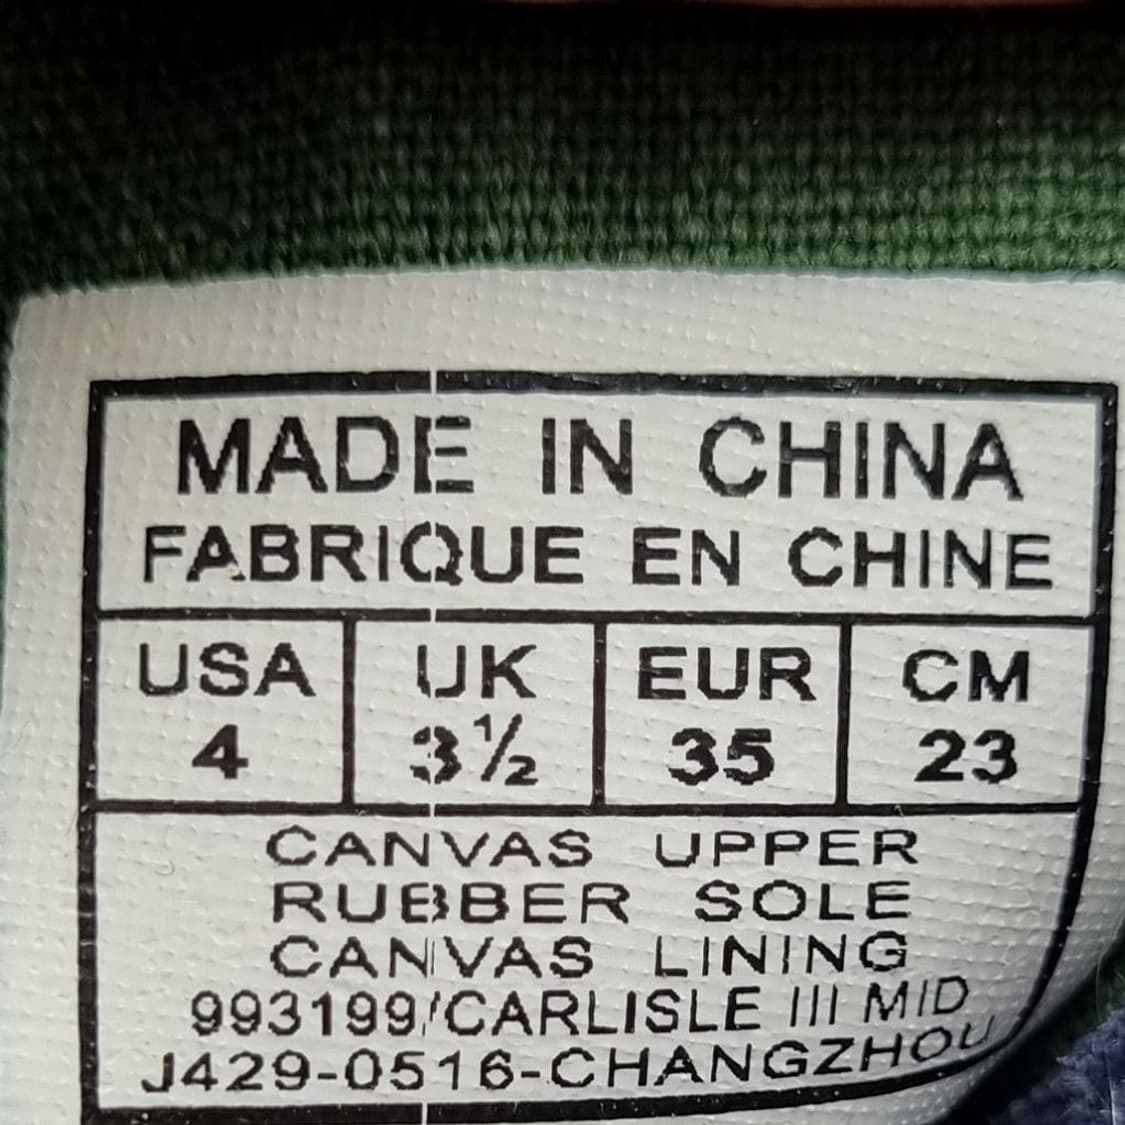 MADE IN CHINA
FABRIQUE EN CHINE
USA UK EUR CM
4 3½ 35 23
CANVAS UPPER
RUBBER SOLE
CANVAS LINING
993199/CARLISLE III MID
J429-0516-CHANGZHOU